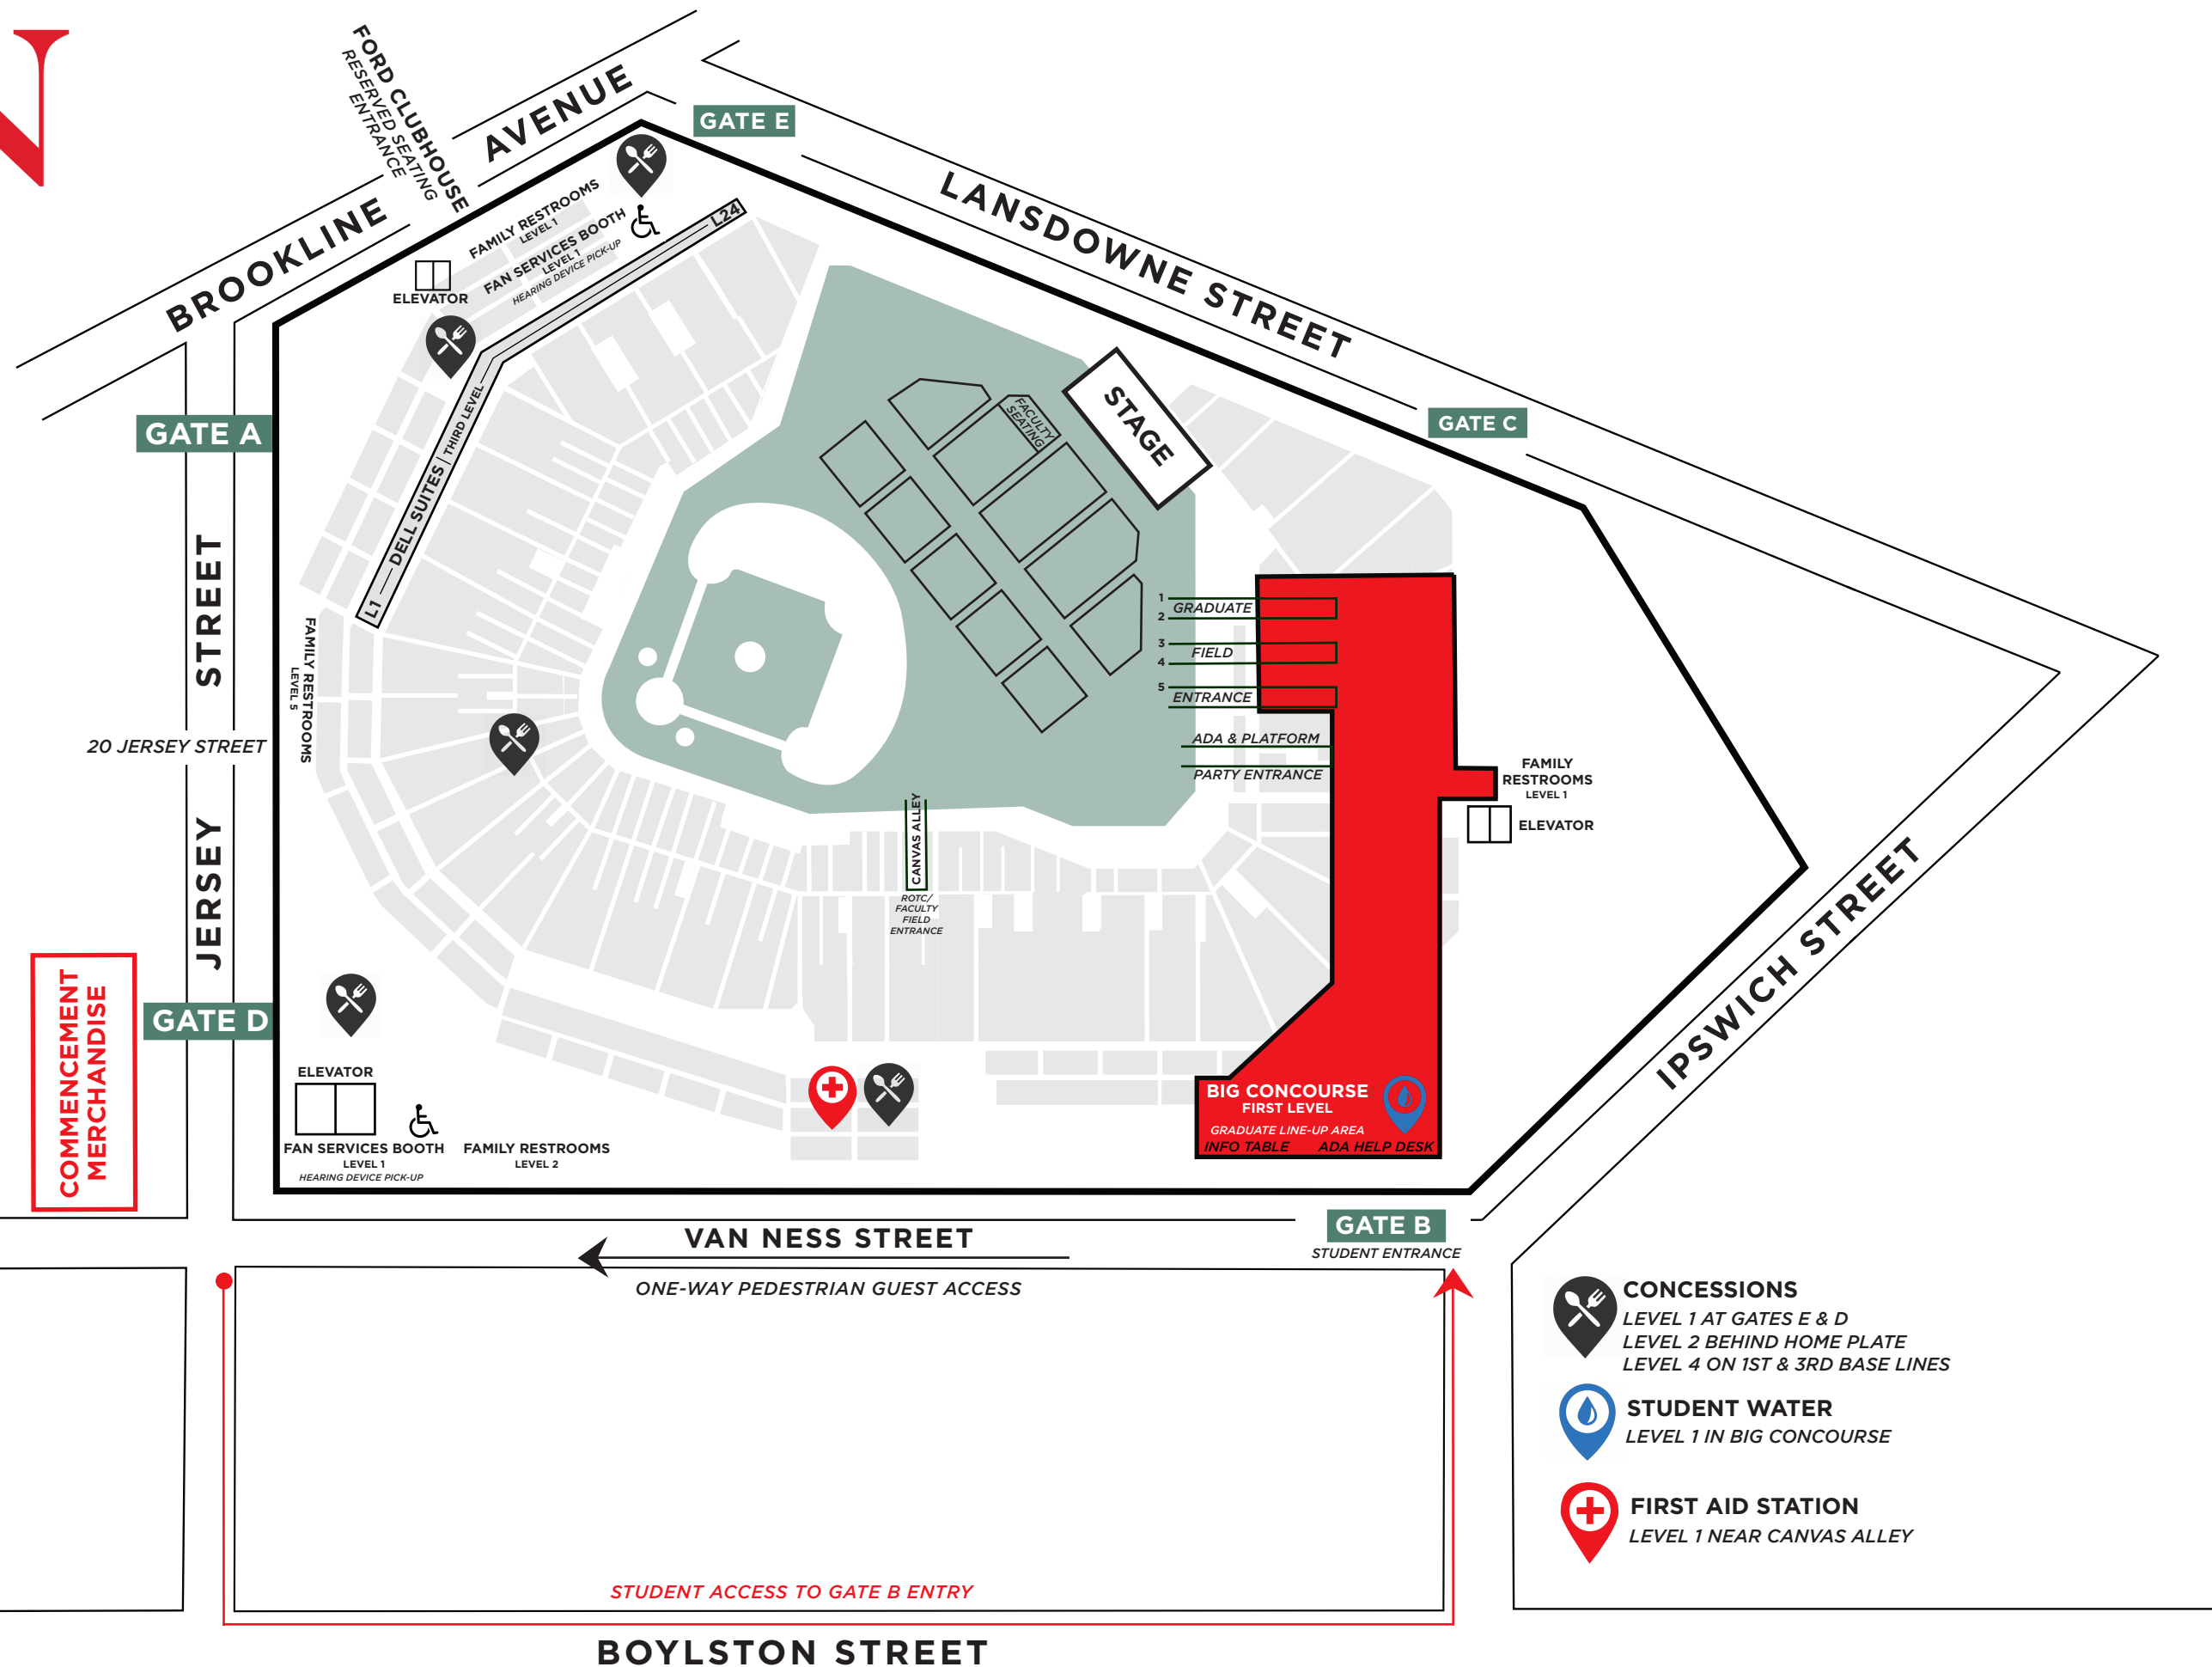 N
FORD CLUBHOUSE
RESERVED SEATING
ENTRANCE
BROOKLINE AVENUE
GATE E
LANSDOWNE STREET
FAMILY RESTROOMS
LEVEL 1
FAN SERVICES BOOTH
LEVEL 1
HEARING DEVICE PICK-UP
ELEVATOR
L1 DELL SUITES | THIRD LEVEL L24
GATE A
GATE C
STAGE
FACULTY
SEATING
JERSEY STREET
20 JERSEY STREET
FAMILY RESTROOMS
LEVEL 5
1
GRADUATE
2
3
FIELD
4
5
ENTRANCE
ADA & PLATFORM
PARTY ENTRANCE
FAMILY
RESTROOMS
LEVEL 1
ELEVATOR
CANVAS ALLEY
ROTC/
FACULTY
FIELD
ENTRANCE
IPSWICH STREET
COMMENCEMENT
MERCHANDISE
GATE D
ELEVATOR
FAN SERVICES BOOTH
LEVEL 1
HEARING DEVICE PICK-UP
FAMILY RESTROOMS
LEVEL 2
BIG CONCOURSE
FIRST LEVEL
GRADUATE LINE-UP AREA
INFO TABLE ADA HELP DESK
VAN NESS STREET
ONE-WAY PEDESTRIAN GUEST ACCESS
GATE B
STUDENT ENTRANCE
CONCESSIONS
LEVEL 1 AT GATES E & D
LEVEL 2 BEHIND HOME PLATE
LEVEL 4 ON 1ST & 3RD BASE LINES
STUDENT WATER
LEVEL 1 IN BIG CONCOURSE
FIRST AID STATION
LEVEL 1 NEAR CANVAS ALLEY
STUDENT ACCESS TO GATE B ENTRY
BOYLSTON STREET